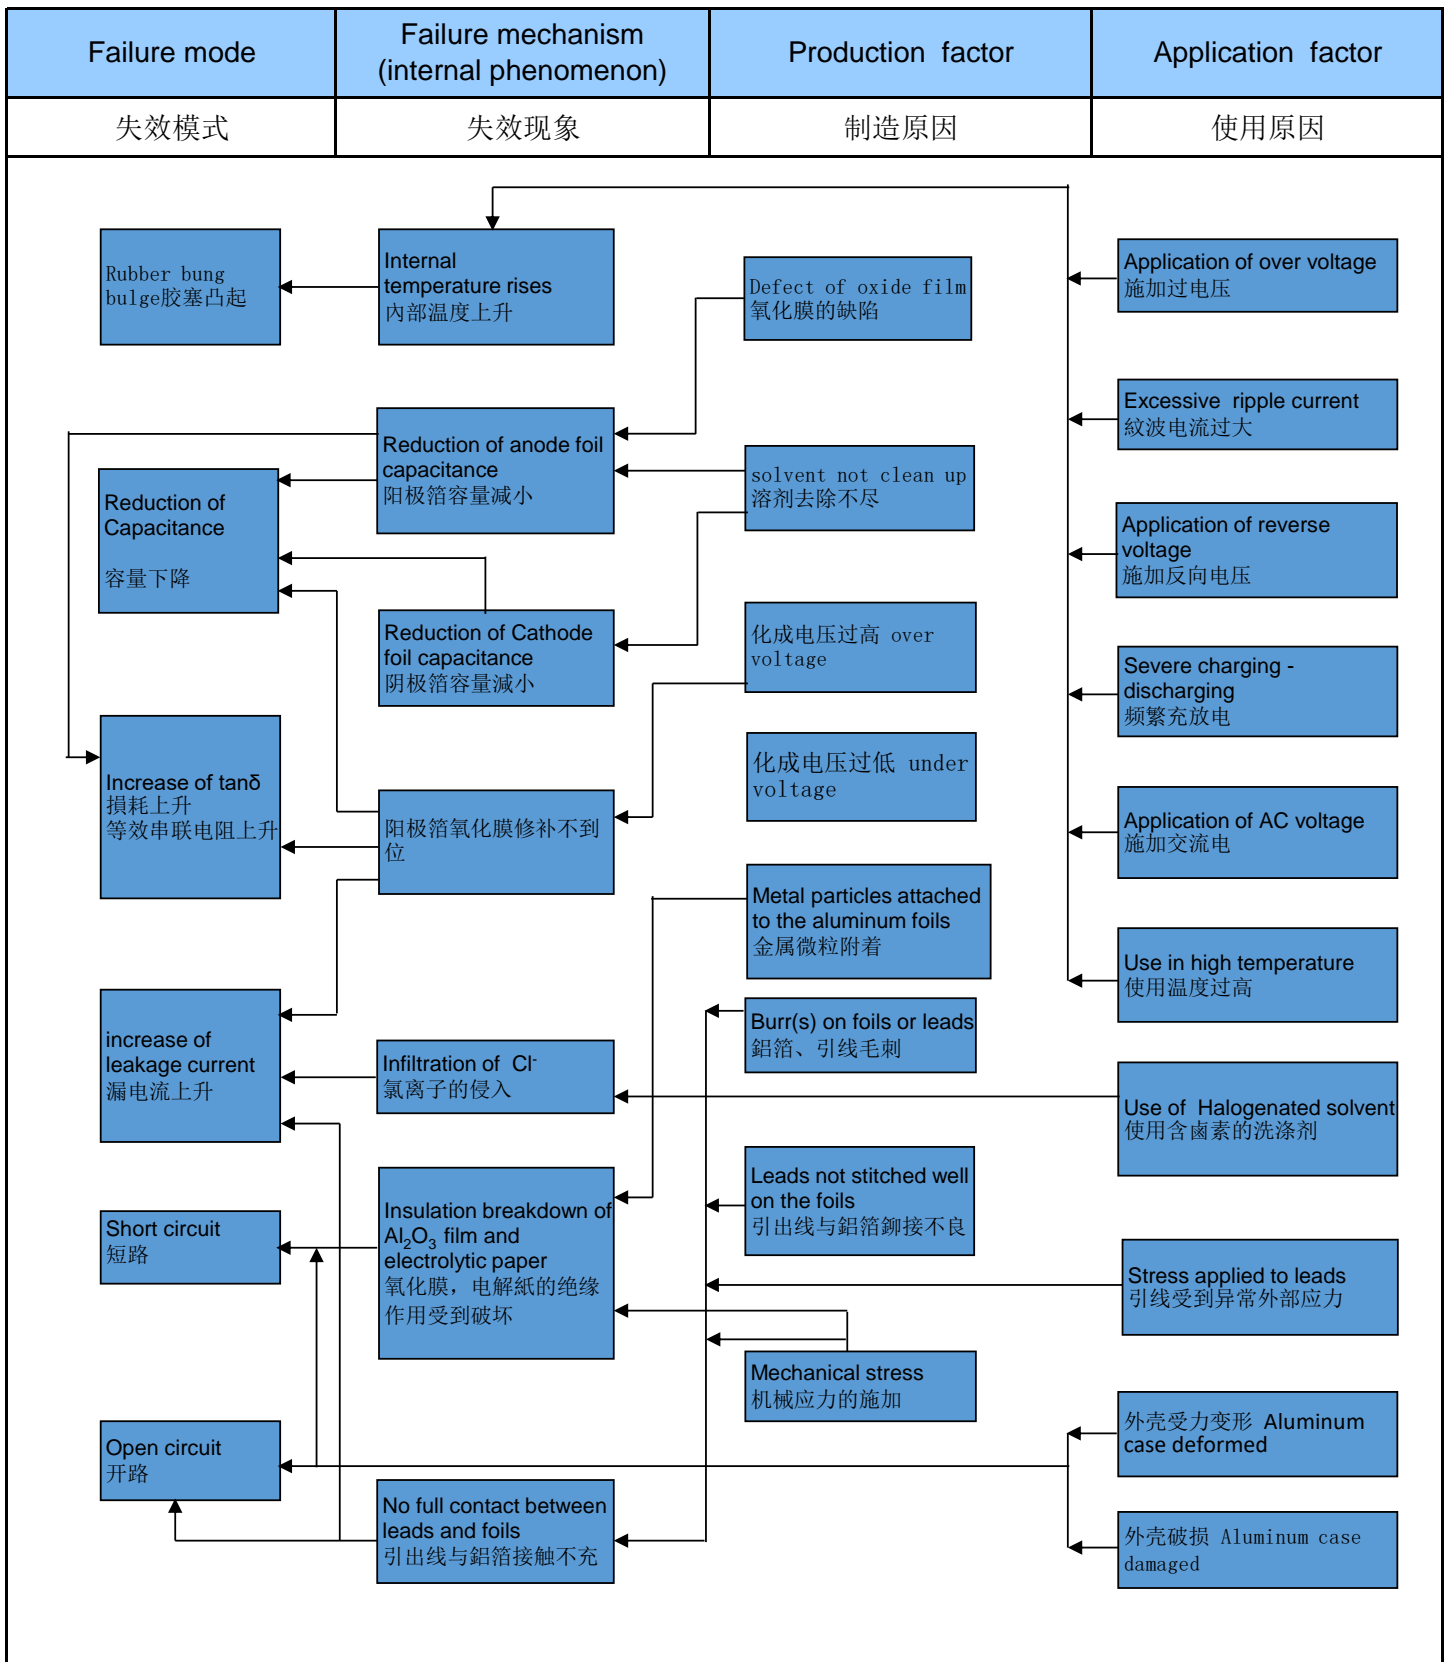 Failure mode
Failure mechanism
(internal phenomenon)
Production factor
Application factor
失效模式
失效现象
制造原因
使用原因
Rubber bung
bulge胶塞凸起
Internal
temperature rises
內部温度上升
Defect of oxide film
氧化膜的缺陷
Application of over voltage
施加过电压
Excessive ripple current
紋波电流过大
Reduction of anode foil
capacitance
阳极箔容量减小
solvent not clean up
溶剂去除不尽
Reduction of
Capacitance
容量下降
Application of reverse
voltage
施加反向电压
Reduction of Cathode
foil capacitance
阴极箔容量減小
化成电压过高 over
voltage
Severe charging -
discharging
频繁充放电
化成电压过低 under
voltage
Increase of tanδ
損耗上升
等效串联电阻上升
阳极箔氧化膜修补不到
位
Application of AC voltage
施加交流电
Metal particles attached
to the aluminum foils
金属微粒附着
Use in high temperature
使用温度过高
increase of
leakage current
漏电流上升
Burr(s) on foils or leads
鋁箔、引线毛刺
Infiltration of Cl⁻
氯离子的侵入
Use of Halogenated solvent
使用含鹵素的洗涤剂
Leads not stitched well
on the foils
引出线与鋁箔鉚接不良
Short circuit
短路
Insulation breakdown of
Al₂O₃ film and
electrolytic paper
氧化膜，电解紙的绝缘
作用受到破坏
Stress applied to leads
引线受到异常外部应力
Mechanical stress
机械应力的施加
Open circuit
开路
外壳受力变形 Aluminum
case deformed
No full contact between
leads and foils
引出线与鋁箔接触不充
外壳破损 Aluminum case
damaged